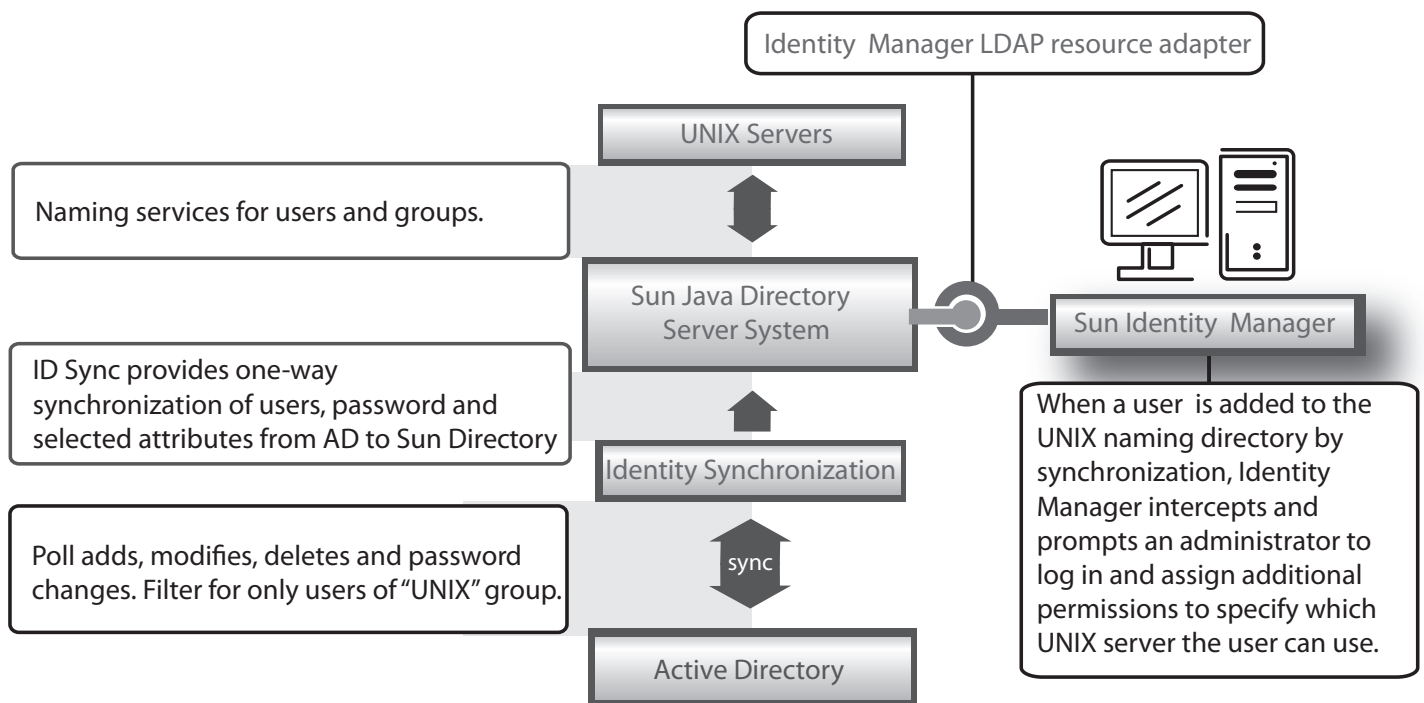 Identity Manager LDAP resource adapter
UNIX Servers
Naming services for users and groups.
Sun Java Directory
Server System
Sun Identity Manager
ID Sync provides one-way
synchronization of users, password and
selected attributes from AD to Sun Directory
Identity Synchronization
When a user is added to the
UNIX naming directory by
synchronization, Identity
Manager intercepts and
prompts an administrator to
log in and assign additional
permissions to specify which
UNIX server the user can use.
Poll adds, modifies, deletes and password
changes. Filter for only users of “UNIX” group.
sync
Active Directory